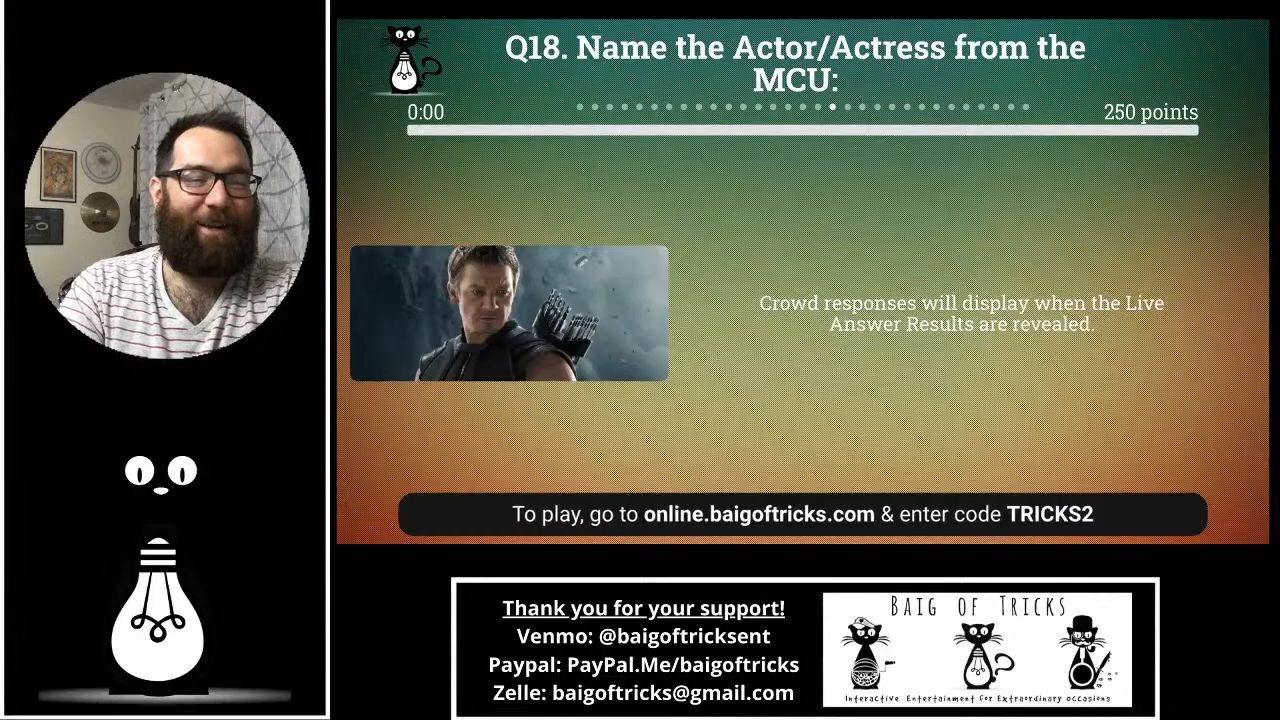 Q18. Name the Actor/Actress from the
MCU:
0:00
250 points
Crowd responses will display when the Live
Answer Results are revealed.
To play, go to online.baigoftricks.com & enter code TRICKS2
Thank you for your support!
Venmo: @baigoftricksent
Paypal: PayPal.Me/baigoftricks
Zelle: baigoftricks@gmail.com
BAIG OF TRICKS
Interactive Entertainment for Extraordinary occasions